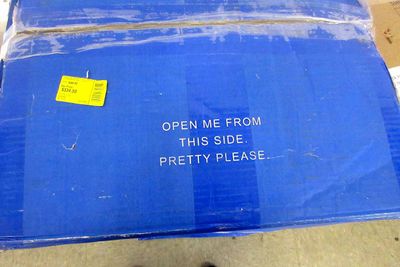 OPEN ME FROM
THIS SIDE.
PRETTY PLEASE.